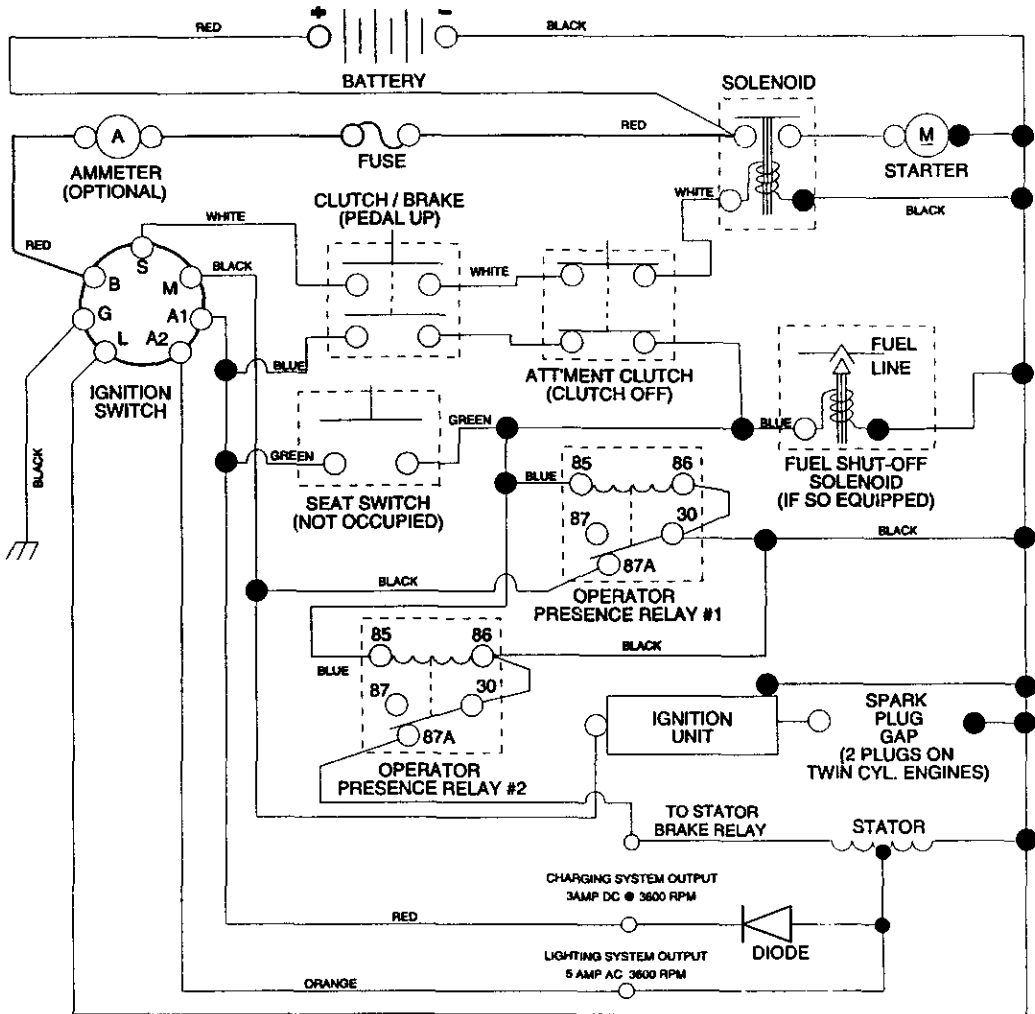 + -
RED
BLACK
BATTERY
SOLENOID
A
RED
M
AMMETER
(OPTIONAL)
FUSE
STARTER
CLUTCH / BRAKE
(PEDAL UP)
WHITE
WHITE
BLACK
RED
S
BLACK
WHITE
B
M
G
A1
L
A2
BLUE
FUEL
LINE
ATT'MENT CLUTCH
(CLUTCH OFF)
IGNITION
SWITCH
GREEN
BLUE
BLACK
GREEN
85
86
BLUE
FUEL SHUT-OFF
SOLENOID
(IF SO EQUIPPED)
SEAT SWITCH
(NOT OCCUPIED)
87
30
BLACK
87A
BLACK
OPERATOR
PRESENCE RELAY #1
85
86
BLUE
BLACK
87
30
87A
IGNITION
UNIT
SPARK
PLUG
GAP
(2 PLUGS ON
TWIN CYL. ENGINES)
OPERATOR
PRESENCE RELAY #2
TO STATOR
BRAKE RELAY
STATOR
CHARGING SYSTEM OUTPUT
3AMP DC ● 3600 RPM
RED
DIODE
LIGHTING SYSTEM OUTPUT
5 AMP AC 3600 RPM
ORANGE